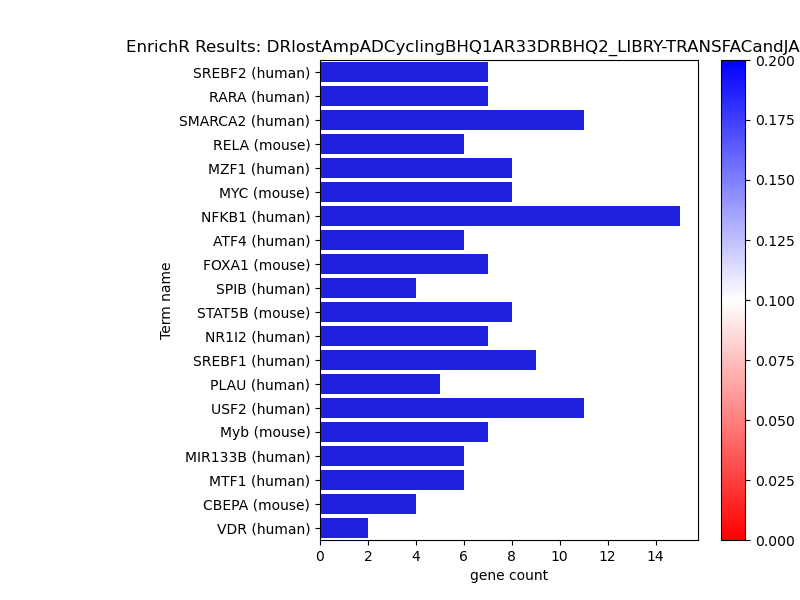 EnrichR Results: DRlostAmpADCyclingBHQ1AR33DRBHQ2_LIBRY-TRANSFACandJA
SREBF2 (human)
RARA (human)
SMARCA2 (human)
RELA (mouse)
MZF1 (human)
MYC (mouse)
NFKB1 (human)
ATF4 (human)
FOXA1 (mouse)
SPIB (human)
STAT5B (mouse)
NR1I2 (human)
SREBF1 (human)
PLAU (human)
USF2 (human)
Myb (mouse)
MIR133B (human)
MTF1 (human)
CBEPA (mouse)
VDR (human)
Term name
0 2 4 6 8 10 12 14
gene count
0.200
0.175
0.150
0.125
0.100
0.075
0.050
0.025
0.000